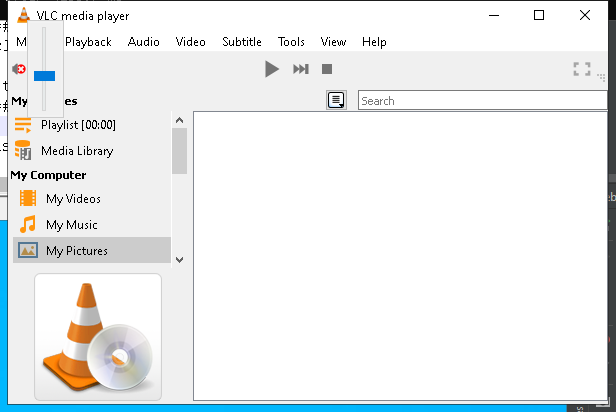 VLC media player
M Playback Audio Video Subtitle Tools View Help
My es
Search
Playlist [00:00]
Media Library
My Computer
My Videos
My Music
My Pictures